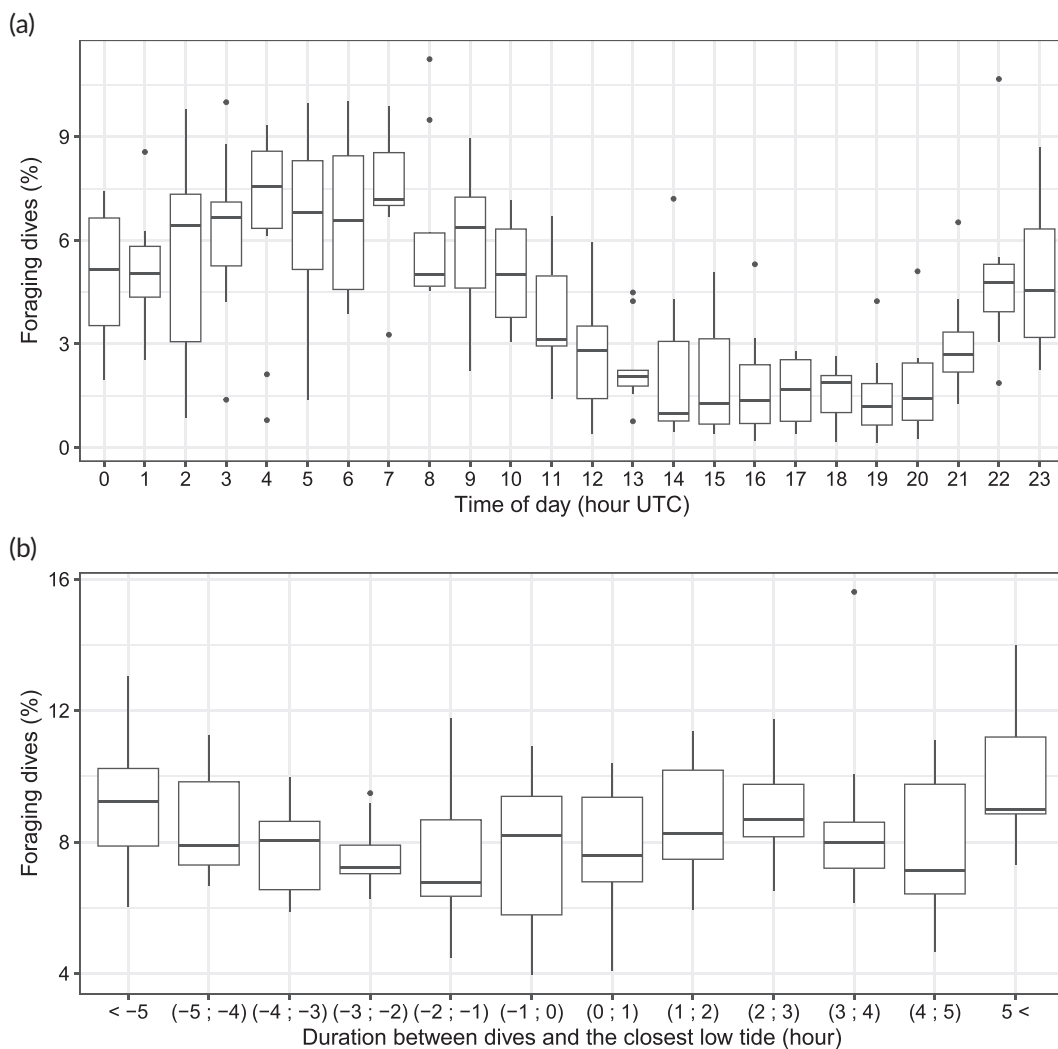 (a)
Foraging dives (%)
9
6
3
0
0 1 2 3 4 5 6 7 8 9 10 11 12 13 14 15 16 17 18 19 20 21 22 23
Time of day (hour UTC)
(b)
Foraging dives (%)
16
12
8
4
< −5 (−5 ; −4) (−4 ; −3) (−3 ; −2) (−2 ; −1) (−1 ; 0) (0 ; 1) (1 ; 2) (2 ; 3) (3 ; 4) (4 ; 5) 5 <
Duration between dives and the closest low tide (hour)